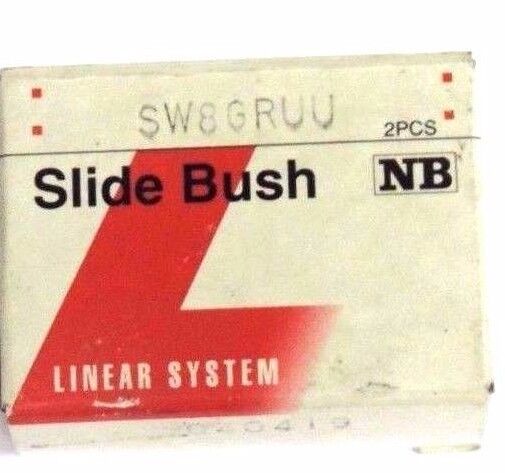 SW8GRUU
2PCS
Slide Bush NB
LINEAR SYSTEM